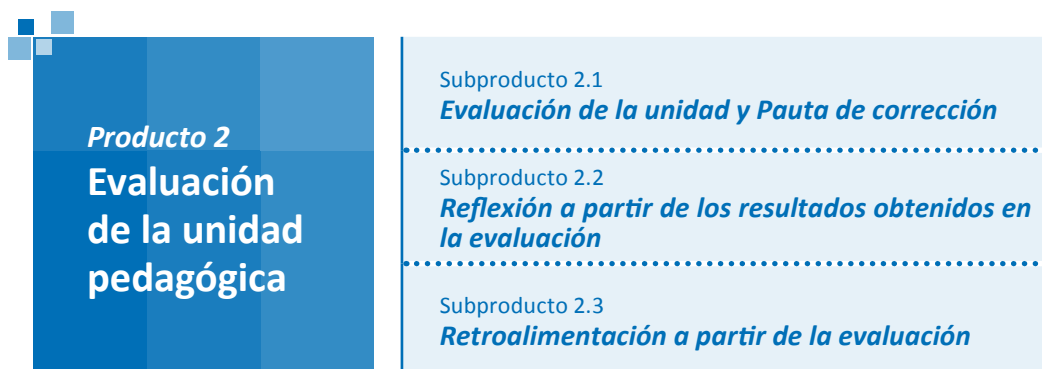 Producto 2
Evaluación
de la unidad
pedagógica
Subproducto 2.1
Evaluación de la unidad y Pauta de corrección
Subproducto 2.2
Reflexión a partir de los resultados obtenidos en
la evaluación
Subproducto 2.3
Retroalimentación a partir de la evaluación